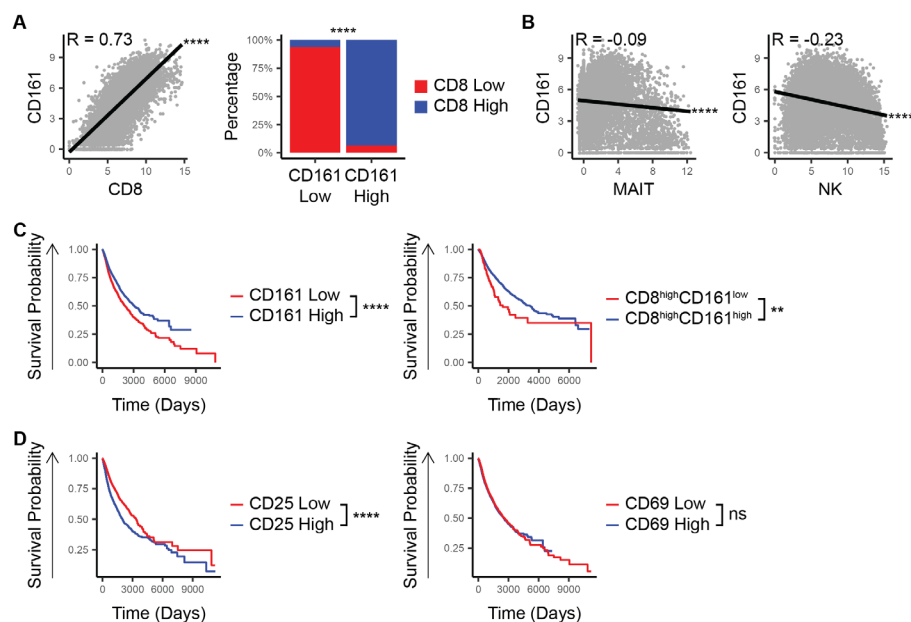 A
R = 0.73
****
CD161
9
6
3
0
0
5
10
15
CD8
****
Percentage
100%
75%
50%
25%
0%
CD161
Low
CD161
High
CD8 Low
CD8 High
B
R = -0.09
CD161
9
6
3
0
****
0
3
6
9
12
MAIT
R = -0.23
CD161
9
6
3
0
****
0
5
10
15
NK
C
Survival Probability
1.00
0.75
0.50
0.25
0.00
0
3000
6000
9000
Time (Days)
CD161 Low
CD161 High
****
Survival Probability
1.00
0.75
0.50
0.25
0.00
0
2000
4000
6000
Time (Days)
CD8highCD161low
CD8highCD161high
**
D
Survival Probability
1.00
0.75
0.50
0.25
0
3000
6000
9000
Time (Days)
CD25 Low
CD25 High
****
Survival Probability
1.00
0.75
0.50
0.25
0
3000
6000
9000
Time (Days)
CD69 Low
CD69 High
ns